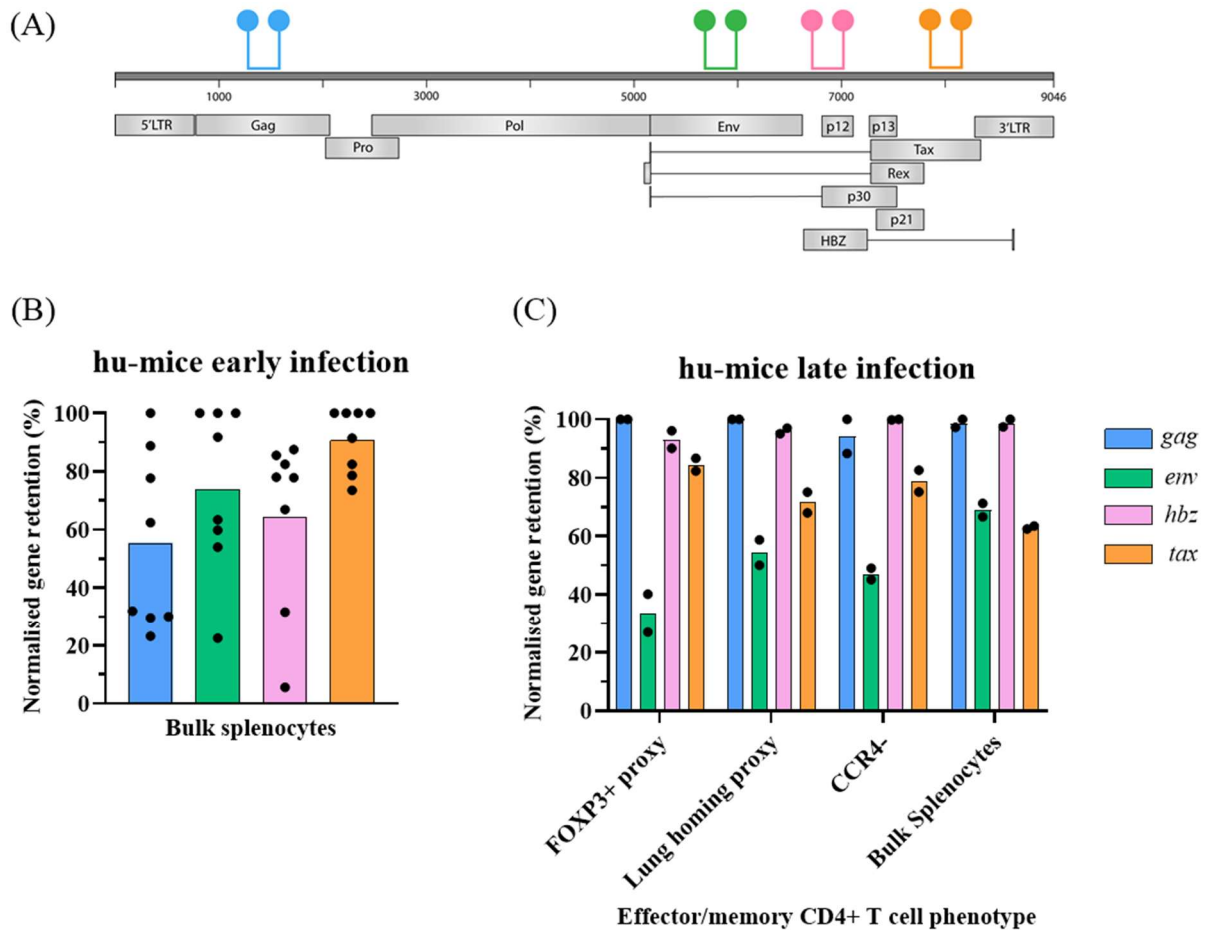 (A)
1000
3000
5000
7000
9046
5'LTR
Gag
Pol
Env
p12
p13
3'LTR
Pro
Tax
Rex
p30
p21
HBZ
(B)
hu-mice early infection
Normalised gene retention (%)
100
80
60
40
20
0
Bulk splenocytes
(C)
hu-mice late infection
Normalised gene retention (%)
100
80
60
40
20
0
FOXP3+ proxy
Lung homing proxy
CCR4-
Bulk Splenocytes
Effector/memory CD4+ T cell phenotype
gag
env
hbz
tax